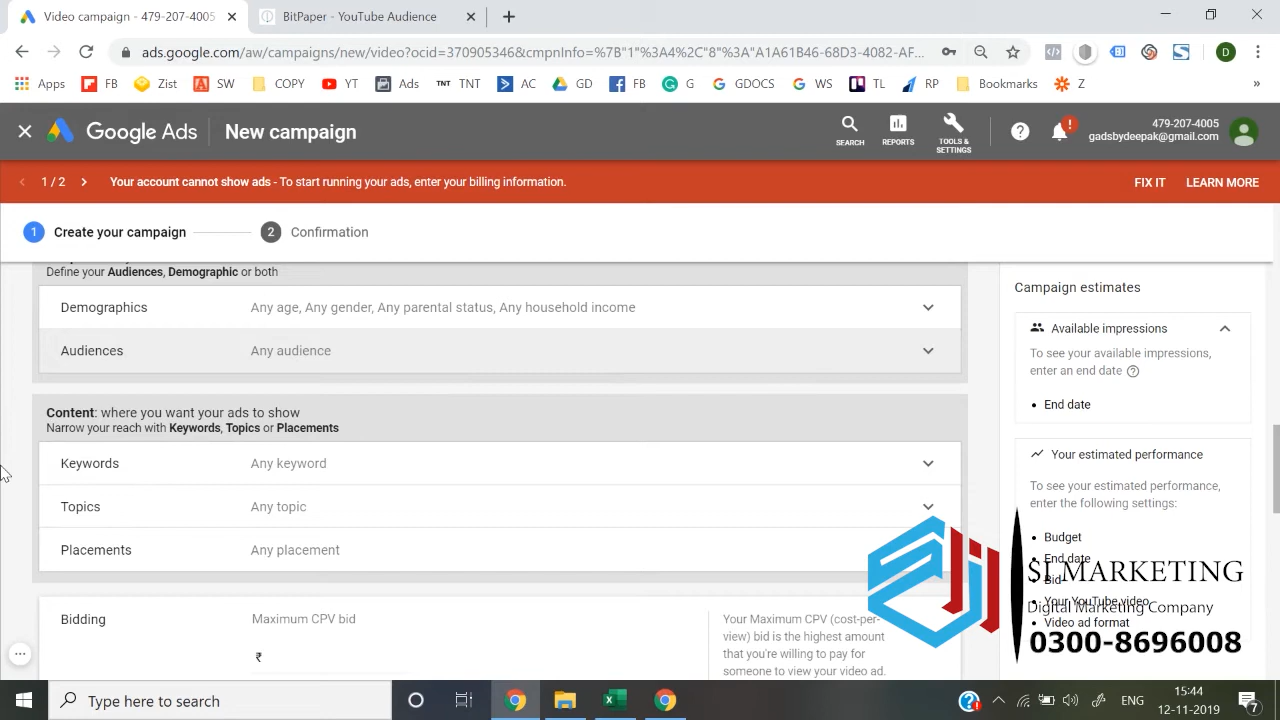 Video campaign - 479-207-4005
BitPaper - YouTube Audience
ads.google.com/aw/campaigns/new/video?ocid=370905346&cmpnInfo=%7B"1"%3A4%2C"8"%3A"A1A61B46-68D3-4082-AF...
Apps FB Zist SW COPY YT Ads TNT TNT AC GD FB G GDOCS WS TL RP Bookmarks Z »
Google Ads New campaign
SEARCH REPORTS TOOLS & SETTINGS
479-207-4005
gadsbydeepak@gmail.com
1 / 2 Your account cannot show ads - To start running your ads, enter your billing information. FIX IT LEARN MORE
1 Create your campaign 2 Confirmation
Define your Audiences, Demographic or both
Demographics Any age, Any gender, Any parental status, Any household income
Audiences Any audience
Content: where you want your ads to show
Narrow your reach with Keywords, Topics or Placements
Keywords Any keyword
Topics Any topic
Placements Any placement
Bidding Maximum CPV bid
₹
Your Maximum CPV (cost-per-
view) bid is the highest amount
that you're willing to pay for
someone to view your video ad.
Campaign estimates
Available impressions
To see your available impressions,
enter an end date
• End date
Your estimated performance
To see your estimated performance,
enter the following settings:
• Budget
• End date
• Bid
• Your YouTube video
• Video ad format
MARKETING
Digital Marketing Company
0300-8696008
Type here to search
ENG
15:44
12-11-2019
7